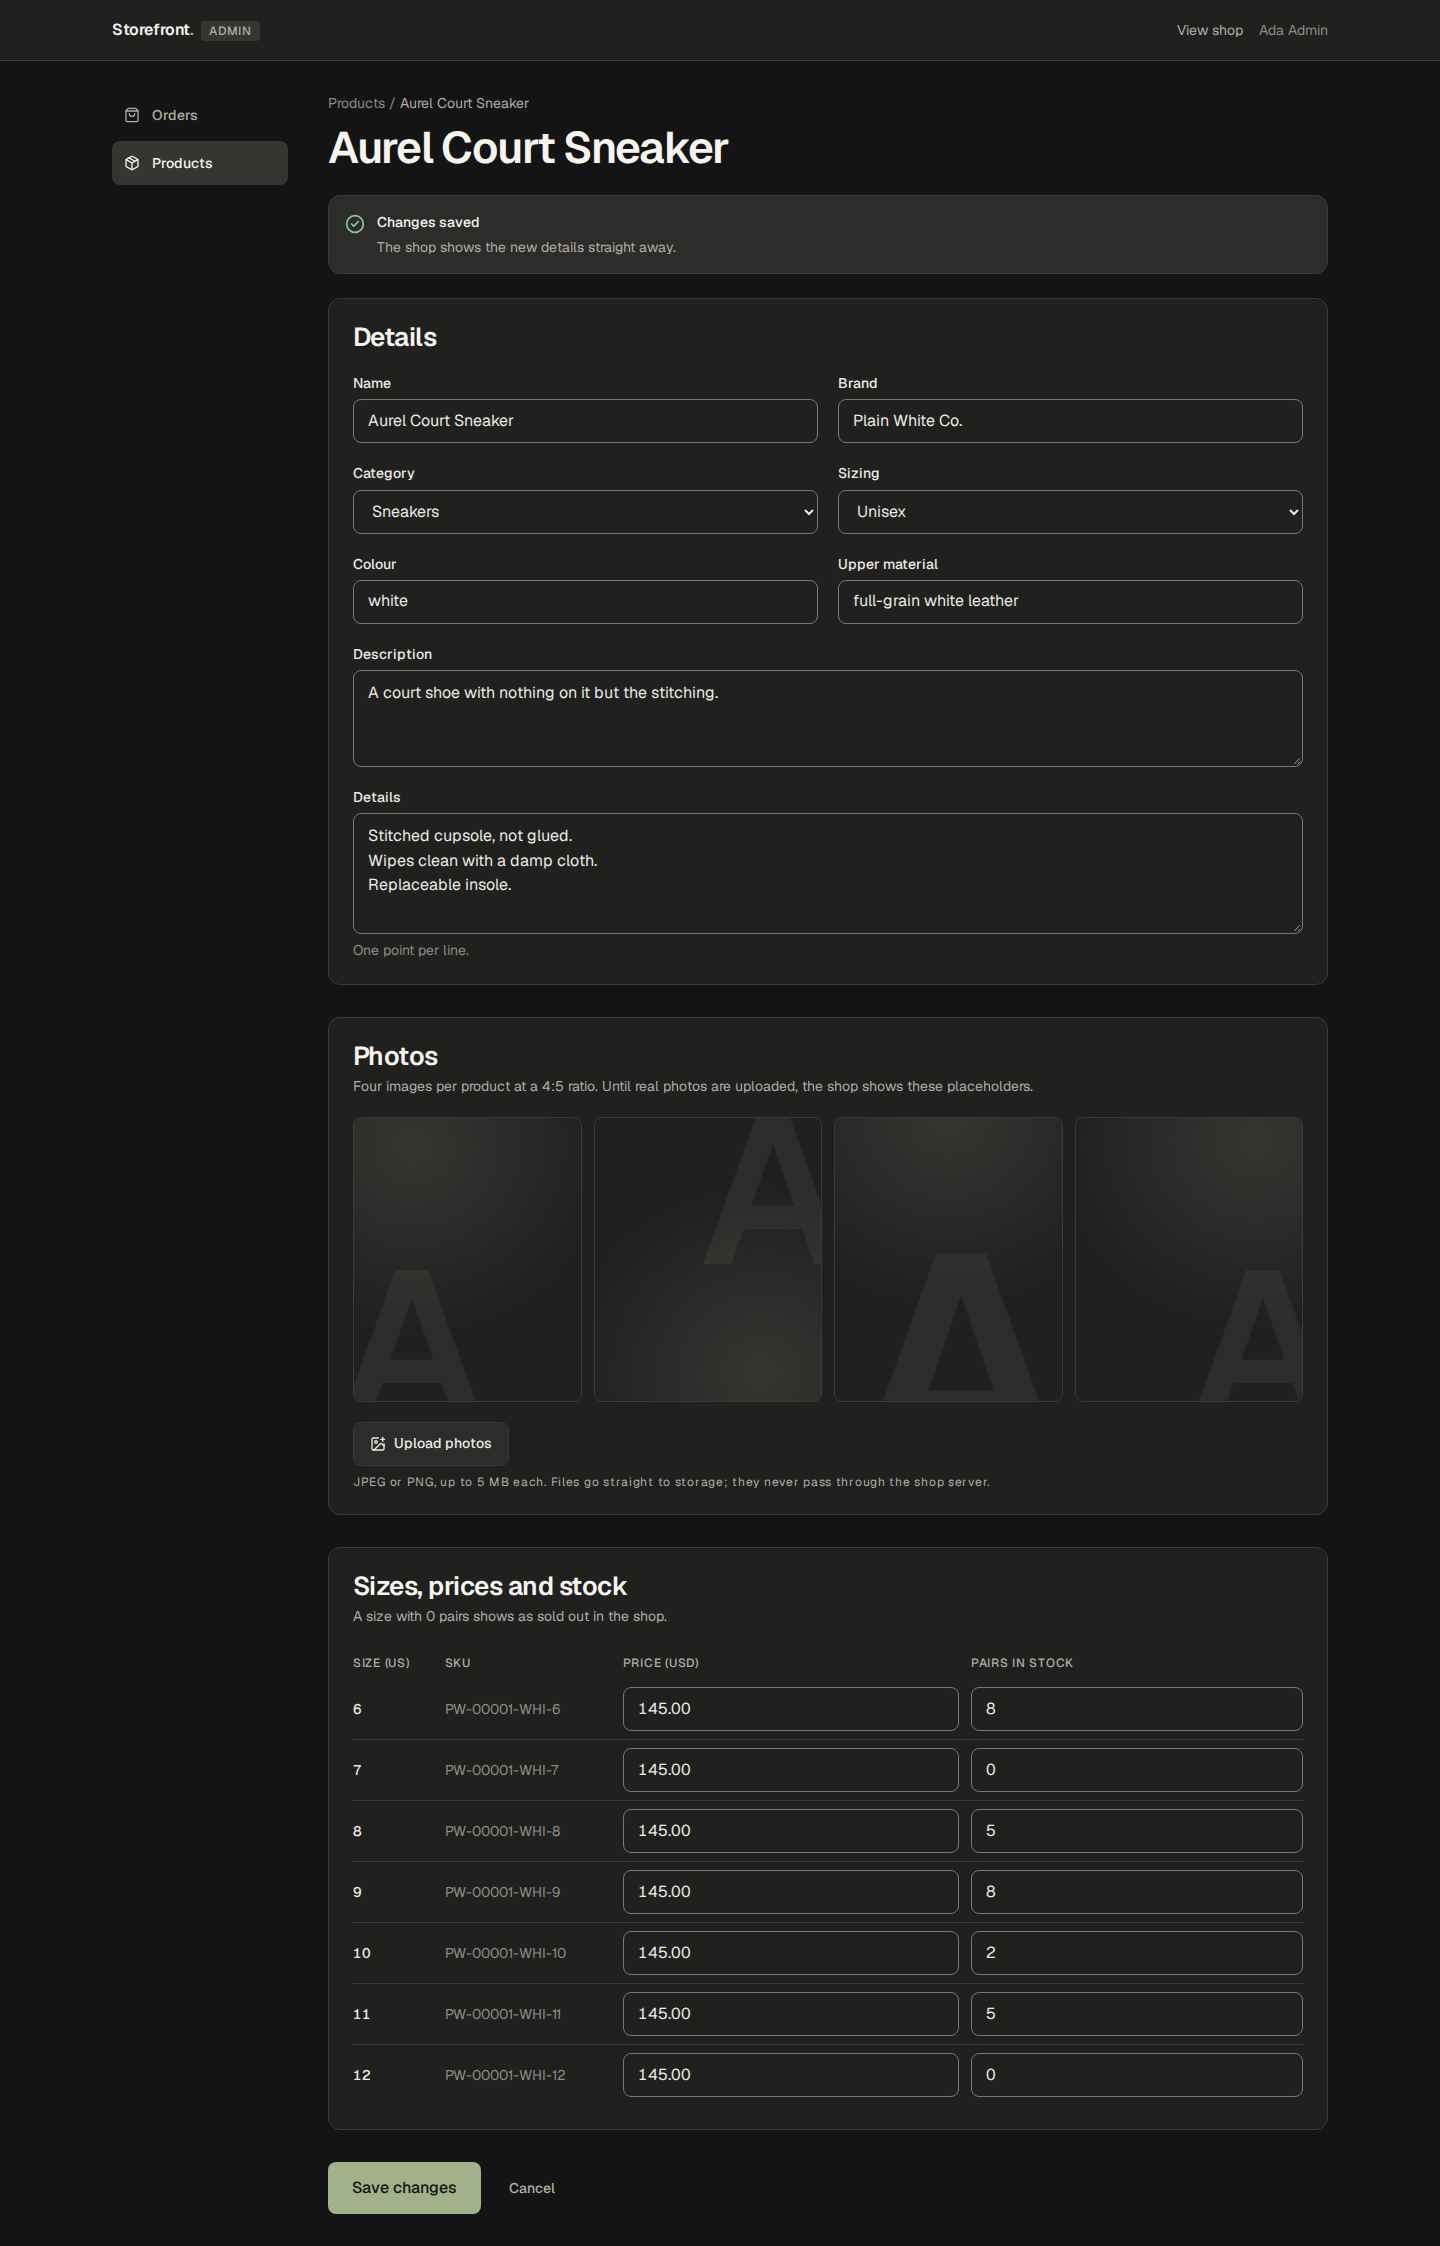 Storefront. ADMIN
View shop Ada Admin
Orders
Products
Products / Aurel Court Sneaker
Aurel Court Sneaker
Changes saved
The shop shows the new details straight away.
Details
Name Brand
Aurel Court Sneaker Plain White Co.
Category Sizing
Sneakers Unisex
Colour Upper material
white full-grain white leather
Description
A court shoe with nothing on it but the stitching.
Details
Stitched cupsole, not glued.
Wipes clean with a damp cloth.
Replaceable insole.
One point per line.
Photos
Four images per product at a 4:5 ratio. Until real photos are uploaded, the shop shows these placeholders.
A A A A
Upload photos
JPEG or PNG, up to 5 MB each. Files go straight to storage; they never pass through the shop server.
Sizes, prices and stock
A size with 0 pairs shows as sold out in the shop.
SIZE (US) SKU PRICE (USD) PAIRS IN STOCK
6 PW-00001-WHI-6 145.00 8
7 PW-00001-WHI-7 145.00 0
8 PW-00001-WHI-8 145.00 5
9 PW-00001-WHI-9 145.00 8
10 PW-00001-WHI-10 145.00 2
11 PW-00001-WHI-11 145.00 5
12 PW-00001-WHI-12 145.00 0
Save changes Cancel